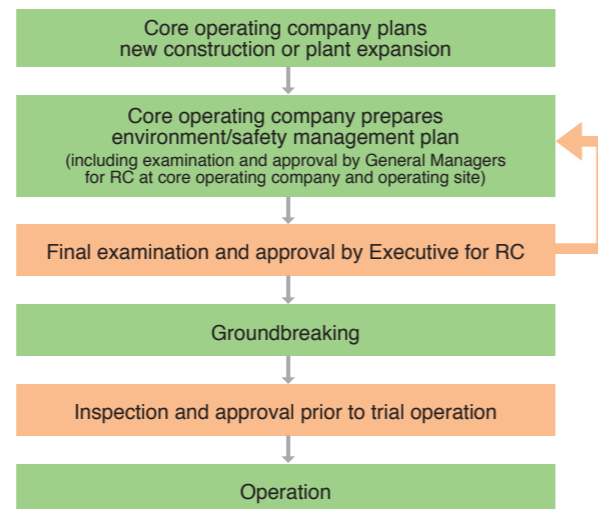 Core operating company plans
new construction or plant expansion
Core operating company prepares
environment/safety management plan
(including examination and approval by General Managers
for RC at core operating company and operating site)
Final examination and approval by Executive for RC
Groundbreaking
Inspection and approval prior to trial operation
Operation